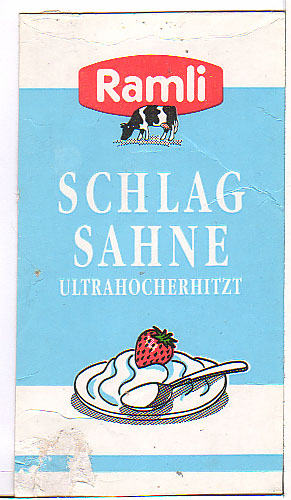 Ramli
SCHLAG
SAHNE
ULTRAHOCHERHITZT